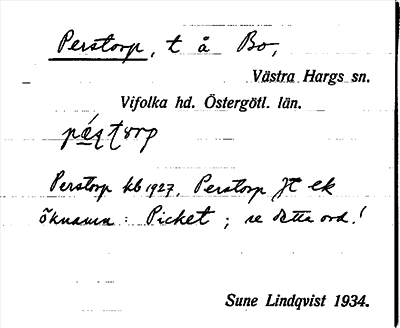 Perstorp, t å Bo,
Västra Hargs sn.
Vifolka hd. Östergötl. län.
Perstorp kb 1927, Perstorp Jt ek
öknamn: Picket; se detta ord!
Sune Lindqvist 1934.